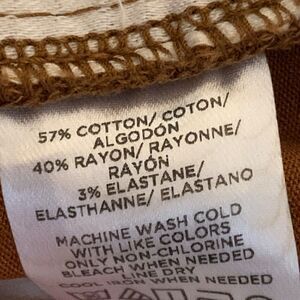 57% COTTON/ COTON/
ALGODÓN
40% RAYON/ RAYONNE/
RAYÓN
3% ELASTANE/
ELASTHANNE/ ELASTANO
MACHINE WASH COLD
WITH LIKE COLORS
ONLY NON-CHLORINE
BLEACH WHEN NEEDED
LINE DRY
COOL IRON WHEN NEEDED